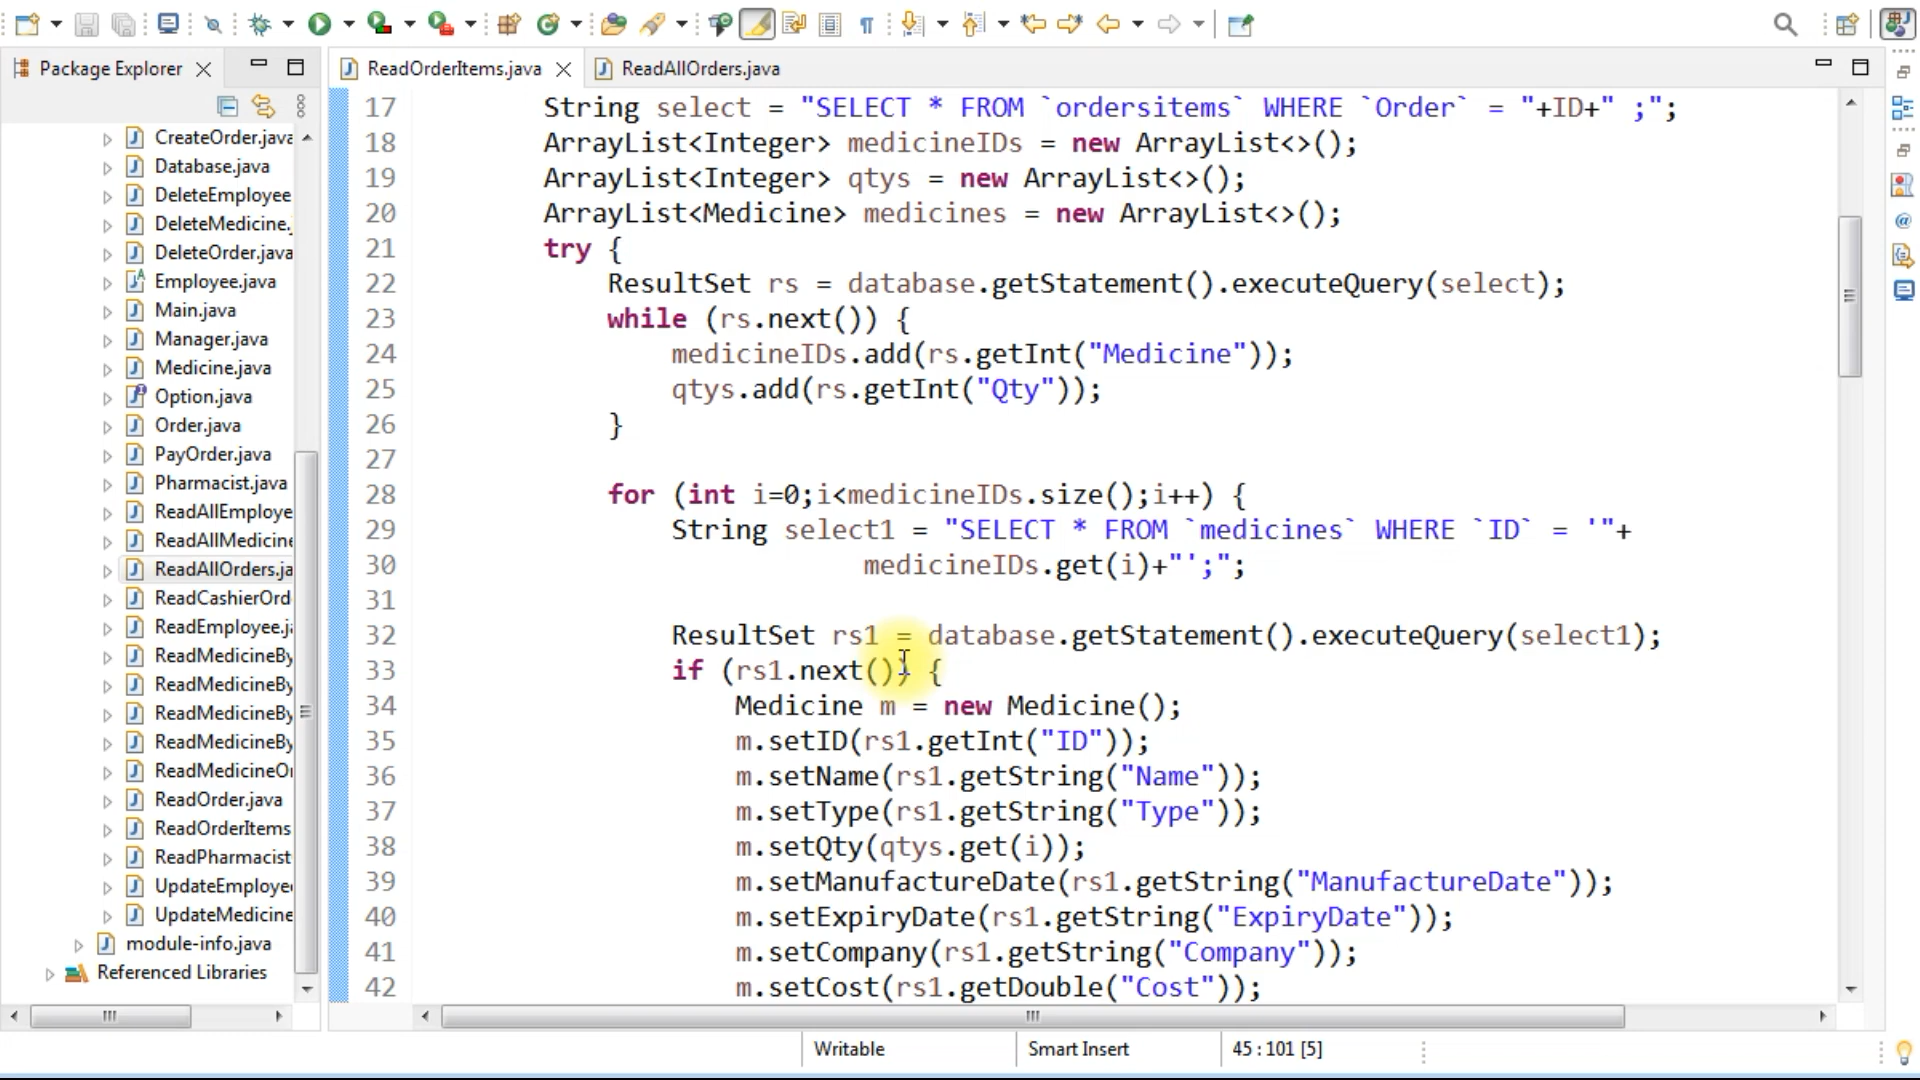 Package Explorer
ReadOrderItems.java
ReadAllOrders.java
CreateOrder.java
Database.java
DeleteEmployee
DeleteMedicine.
DeleteOrder.java
Employee.java
Main.java
Manager.java
Medicine.java
Option.java
Order.java
PayOrder.java
Pharmacist.java
ReadAllEmploye
ReadAllMedicine
ReadAllOrders.ja
ReadCashierOrd
ReadEmployee.ja
ReadMedicineBy
ReadMedicineBy
ReadMedicineBy
ReadMedicineBy
ReadMedicineOr
ReadOrder.java
ReadOrderItems
ReadPharmacist
UpdateEmployee
UpdateMedicine
module-info.java
Referenced Libraries
17 String select = "SELECT * FROM `ordersitems` WHERE `Order` = "+ID+" ;";
18 ArrayList<Integer> medicineIDs = new ArrayList<>();
19 ArrayList<Integer> qtys = new ArrayList<>();
20 ArrayList<Medicine> medicines = new ArrayList<>();
21 try {
22 ResultSet rs = database.getStatement().executeQuery(select);
23 while (rs.next()) {
24 medicineIDs.add(rs.getInt("Medicine"));
25 qtys.add(rs.getInt("Qty"));
26 }
27
28 for (int i=0;i<medicineIDs.size();i++) {
29 String select1 = "SELECT * FROM `medicines` WHERE `ID` = '"+
30 medicineIDs.get(i)+"';";
31
32 ResultSet rs1 = database.getStatement().executeQuery(select1);
33 if (rs1.next()) {
34 Medicine m = new Medicine();
35 m.setID(rs1.getInt("ID"));
36 m.setName(rs1.getString("Name"));
37 m.setType(rs1.getString("Type"));
38 m.setQty(qtys.get(i));
39 m.setManufactureDate(rs1.getString("ManufactureDate"));
40 m.setExpiryDate(rs1.getString("ExpiryDate"));
41 m.setCompany(rs1.getString("Company"));
42 m.setCost(rs1.getDouble("Cost"));
Writable
Smart Insert
45 : 101 [5]